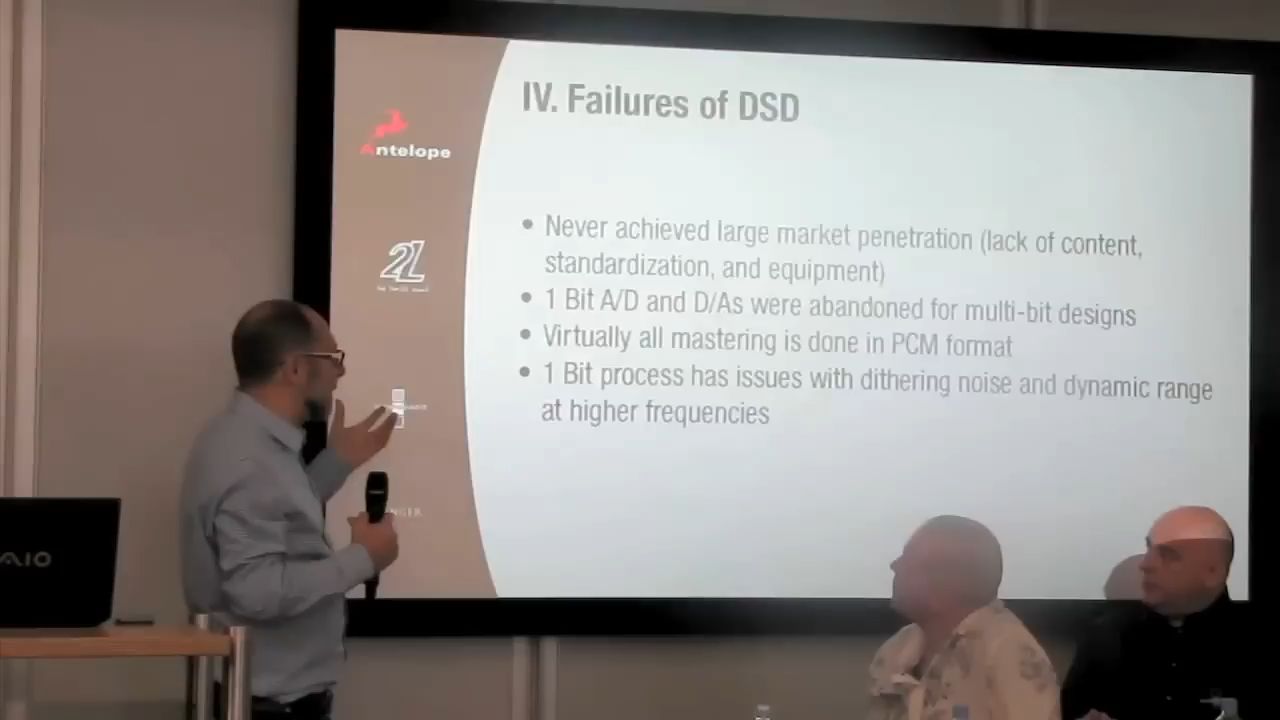 IV. Failures of DSD
Antelope
2L
• Never achieved large market penetration (lack of content,
standardization, and equipment)
• 1 Bit A/D and D/As were abandoned for multi-bit designs
• Virtually all mastering is done in PCM format
• 1 Bit process has issues with dithering noise and dynamic range
at higher frequencies
AIO